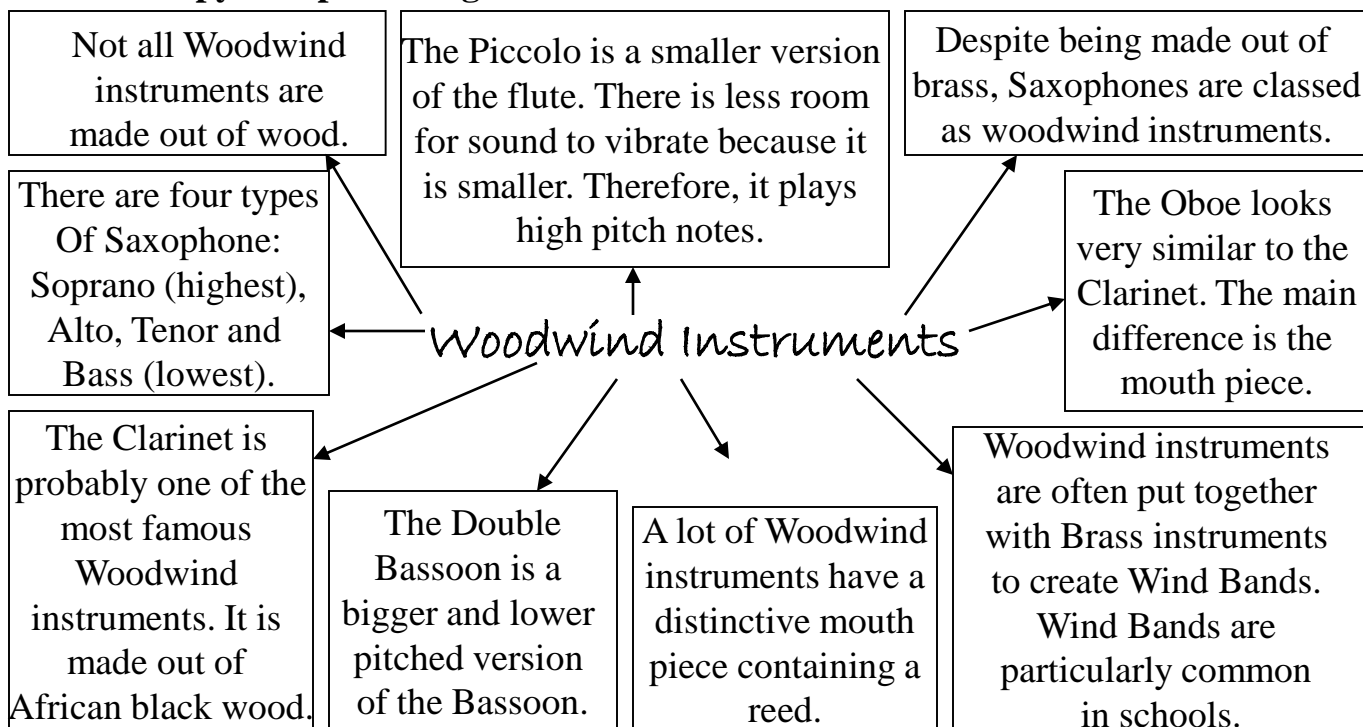 Not all Woodwind
instruments are
made out of wood.
The Piccolo is a smaller version
of the flute. There is less room
for sound to vibrate because it
is smaller. Therefore, it plays
high pitch notes.
Despite being made out of
brass, Saxophones are classed
as woodwind instruments.
There are four types
Of Saxophone:
Soprano (highest),
Alto, Tenor and
Bass (lowest).
The Oboe looks
very similar to the
Clarinet. The main
difference is the
mouth piece.
Woodwind Instruments
The Clarinet is
probably one of the
most famous
Woodwind
instruments. It is
made out of
African black wood.
The Double
Bassoon is a
bigger and lower
pitched version
of the Bassoon.
A lot of Woodwind
instruments have a
distinctive mouth
piece containing a
reed.
Woodwind instruments
are often put together
with Brass instruments
to create Wind Bands.
Wind Bands are
particularly common
in schools.